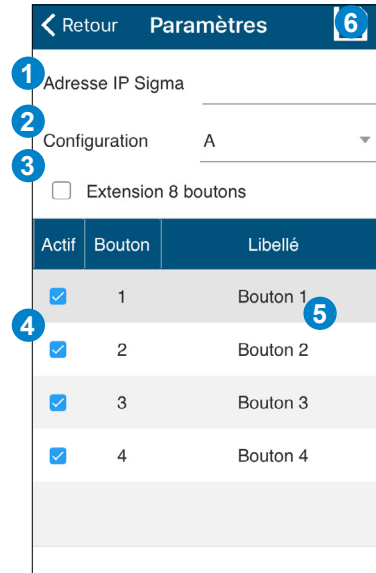 Retour Paramètres 6
1
Adresse IP Sigma
2
Configuration A
3
Extension 8 boutons
Actif Bouton Libellé
1 Bouton 1
4 5
2 Bouton 2
3 Bouton 3
4 Bouton 4